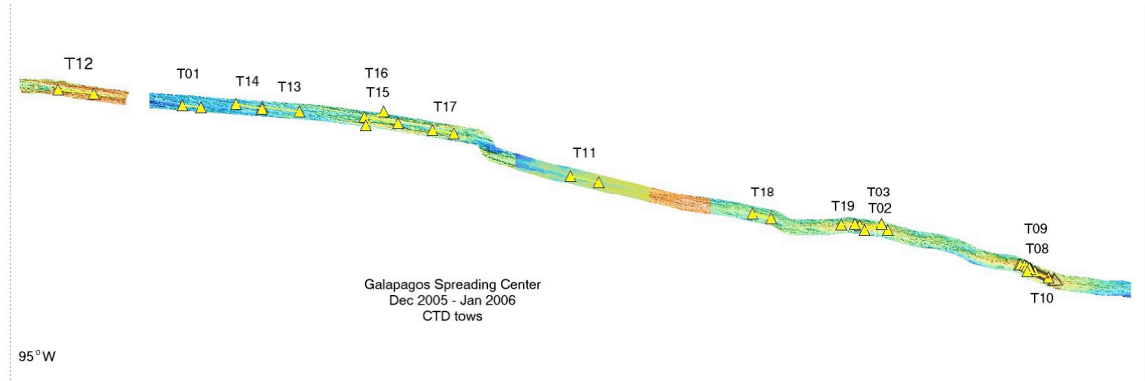 T12
T01
T14
T13
T16
T15
T17
T11
T18
T19
T03
T02
T09
T08
T10
Galapagos Spreading Center
Dec 2005 - Jan 2006
CTD tows
95°W